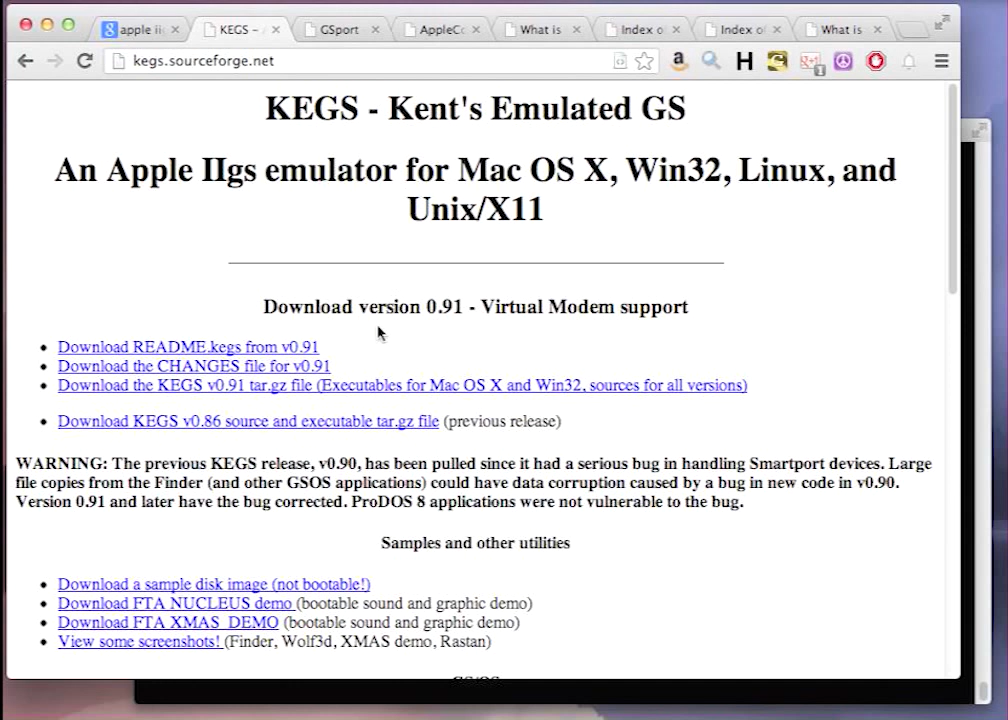 apple ii
KEGS -
GSport
AppleCo
What is
Index o
Index of
What is
kegs.sourceforge.net
KEGS - Kent's Emulated GS
An Apple IIgs emulator for Mac OS X, Win32, Linux, and
Unix/X11
Download version 0.91 - Virtual Modem support
• Download README.kegs from v0.91
• Download the CHANGES file for v0.91
• Download the KEGS v0.91 tar.gz file (Executables for Mac OS X and Win32, sources for all versions)
• Download KEGS v0.86 source and executable tar.gz file (previous release)
WARNING: The previous KEGS release, v0.90, has been pulled since it had a serious bug in handling Smartport devices. Large
file copies from the Finder (and other GSOS applications) could have data corruption caused by a bug in new code in v0.90.
Version 0.91 and later have the bug corrected. ProDOS 8 applications were not vulnerable to the bug.
Samples and other utilities
• Download a sample disk image (not bootable!)
• Download FTA NUCLEUS demo (bootable sound and graphic demo)
• Download FTA XMAS DEMO (bootable sound and graphic demo)
• View some screenshots! (Finder, Wolf3d, XMAS demo, Rastan)